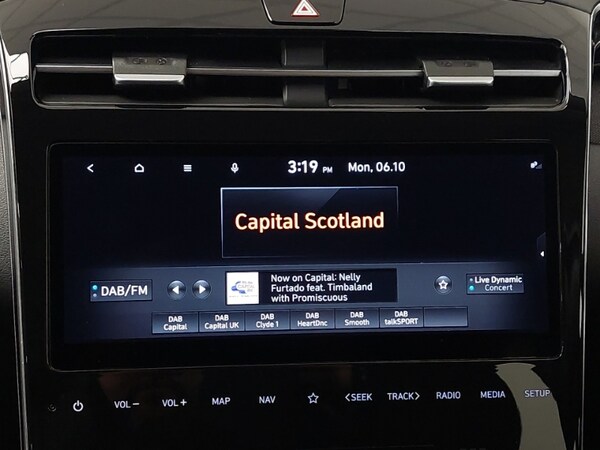 3:19 PM Mon, 06.10
Capital Scotland
DAB/FM
Now on Capital: Nelly
Furtado feat. Timbaland
with Promiscuous
Live Dynamic
Concert
DAB
Capital
DAB
Capital UK
DAB
Clyde 1
DAB
HeartDnc
DAB
Smooth
DAB
talkSPORT
VOL− VOL+ MAP NAV <SEEK TRACK> RADIO MEDIA SETUP